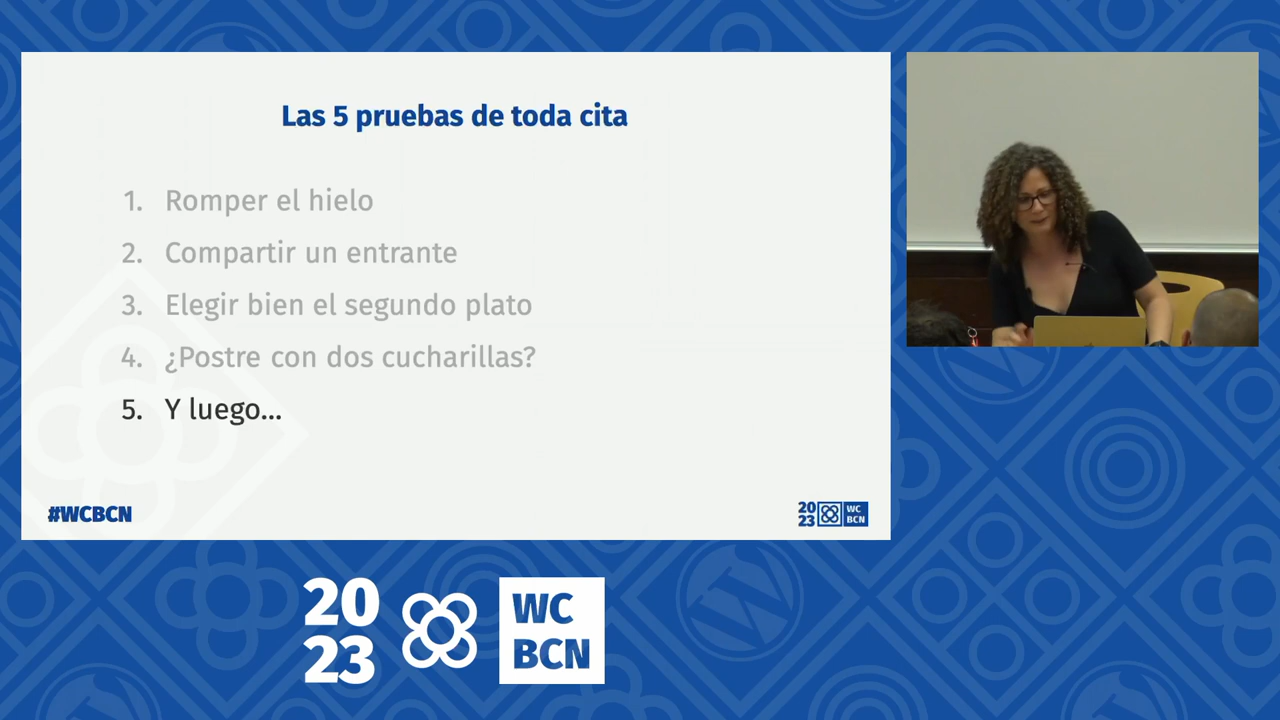 Las 5 pruebas de toda cita
1. Romper el hielo
2. Compartir un entrante
3. Elegir bien el segundo plato
4. ¿Postre con dos cucharillas?
5. Y luego...
#WCBCN
20
23
WC
BCN
20
23
WC
BCN